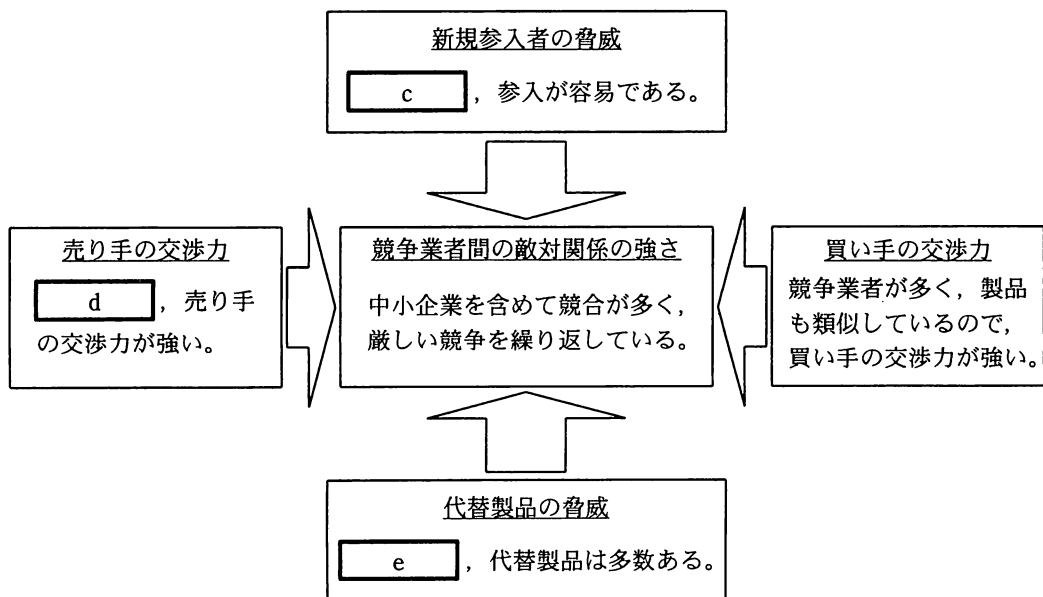 新規参入者の脅威
c ，参入が容易である。
売り手の交渉力
d ，売り手
の交渉力が強い。
競争業者間の敵対関係の強さ
中小企業を含めて競合が多く，
厳しい競争を繰り返している。
買い手の交渉力
競争業者が多く，製品
も類似しているので，
買い手の交渉力が強い。
代替製品の脅威
e ，代替製品は多数ある。